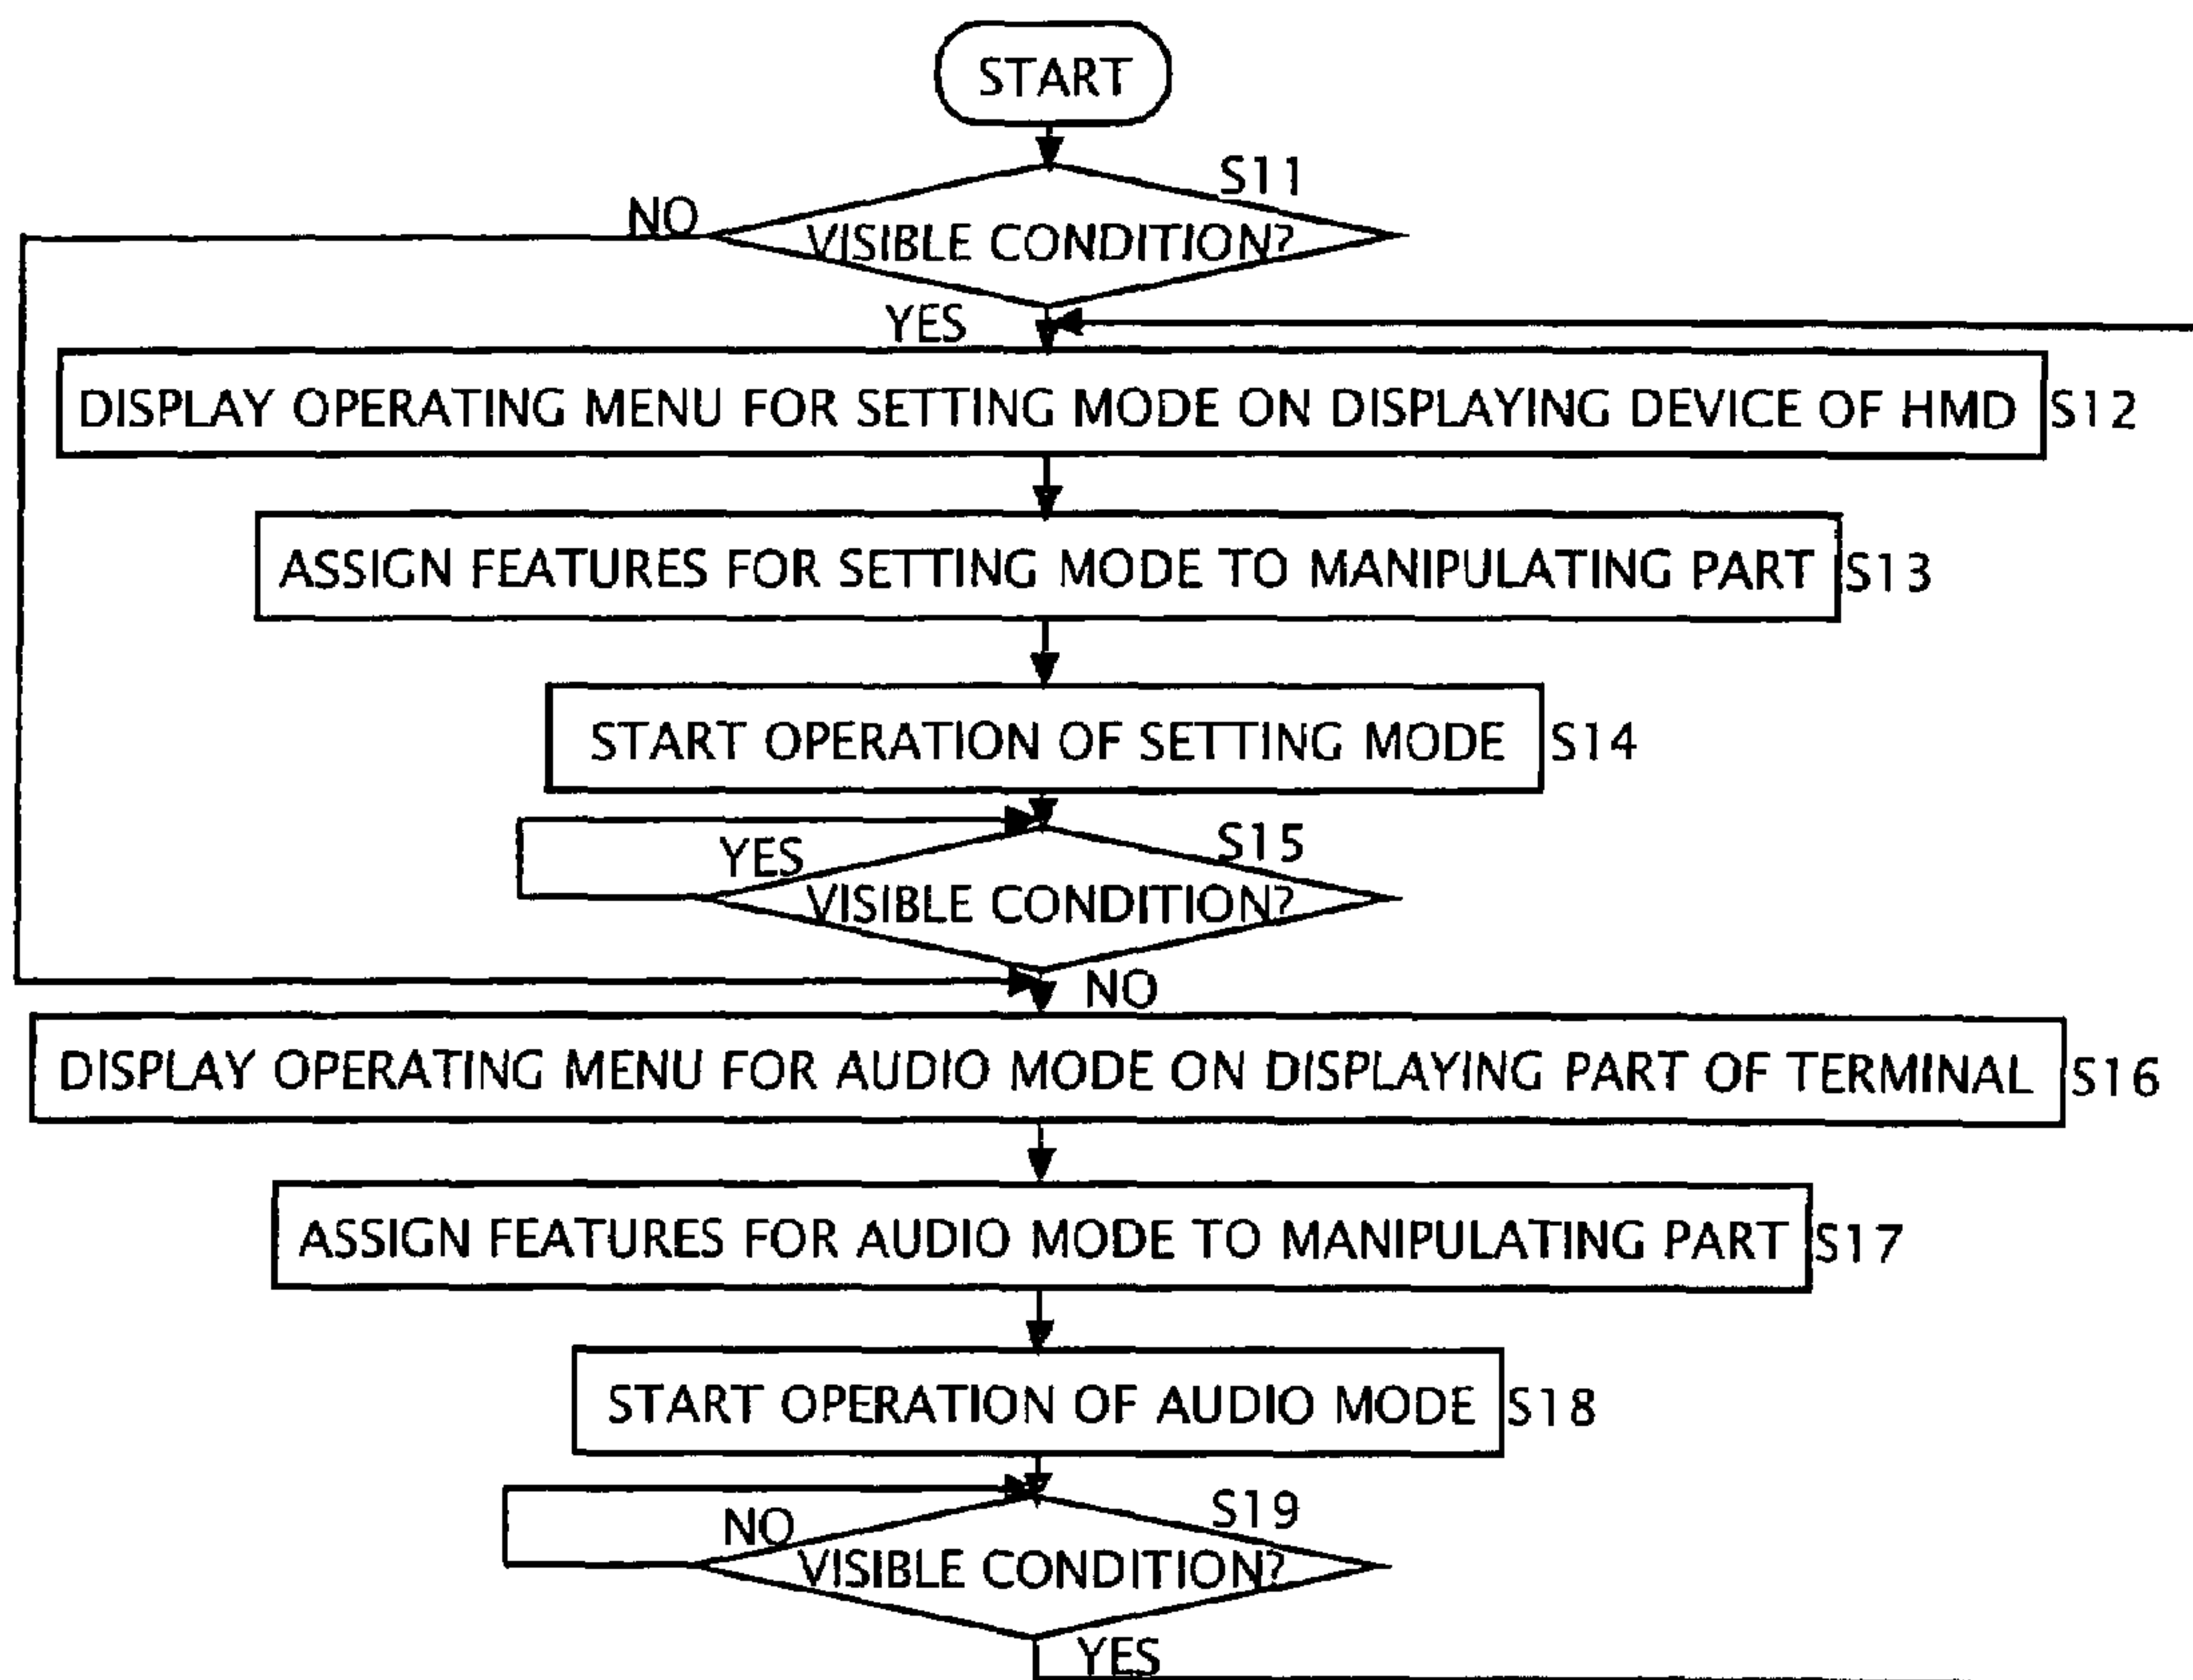 START
S11
NO
VISIBLE CONDITION?
YES
DISPLAY OPERATING MENU FOR SETTING MODE ON DISPLAYING DEVICE OF HMD S12
ASSIGN FEATURES FOR SETTING MODE TO MANIPULATING PART S13
START OPERATION OF SETTING MODE S14
S15
YES
VISIBLE CONDITION?
NO
DISPLAY OPERATING MENU FOR AUDIO MODE ON DISPLAYING PART OF TERMINAL S16
ASSIGN FEATURES FOR AUDIO MODE TO MANIPULATING PART S17
START OPERATION OF AUDIO MODE S18
S19
NO
VISIBLE CONDITION?
YES